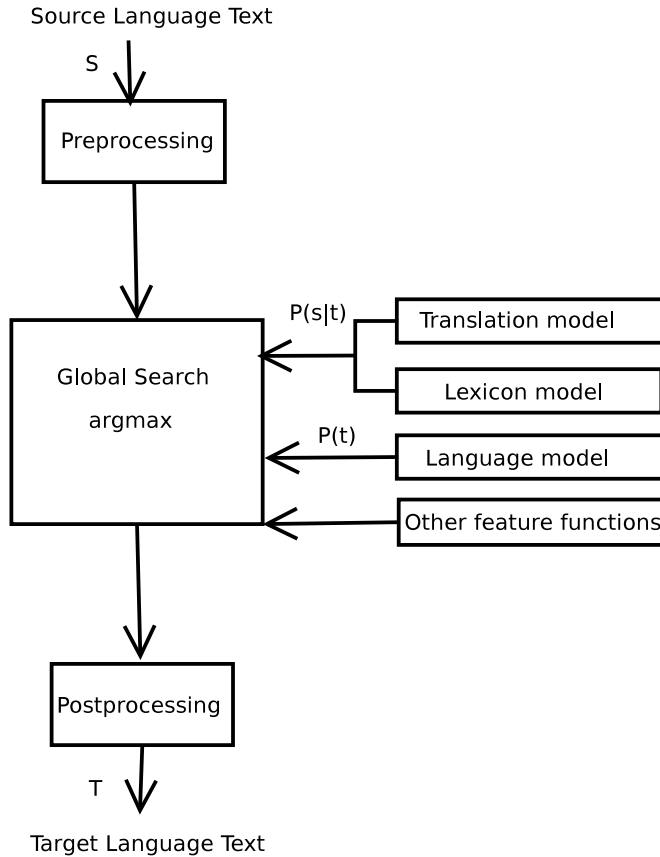 Source Language Text
S
Preprocessing
P(s|t)
Translation model
Global Search
argmax
Lexicon model
P(t)
Language model
Other feature functions
Postprocessing
T
Target Language Text